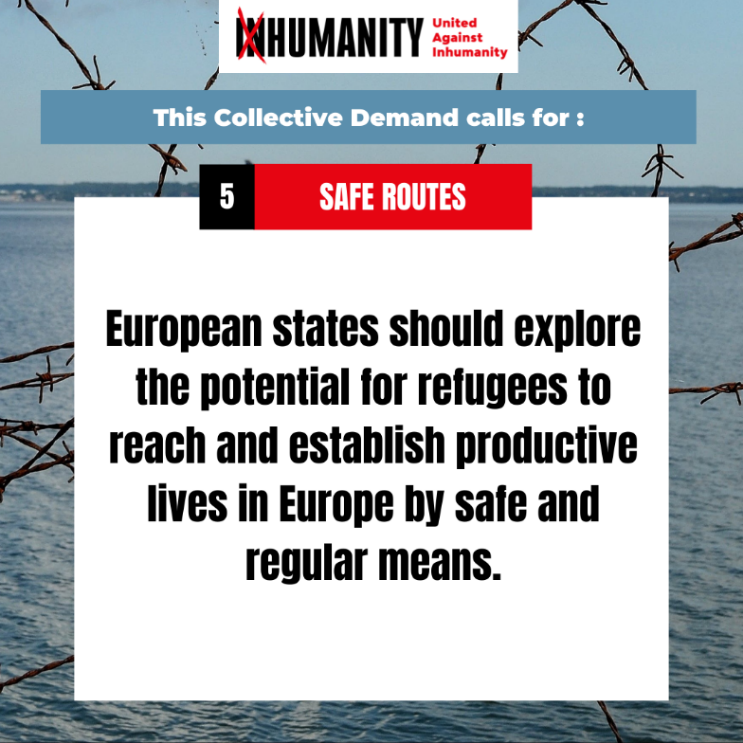 INHUMANITY
United
Against
Inhumanity
This Collective Demand calls for :
5 SAFE ROUTES
European states should explore
the potential for refugees to
reach and establish productive
lives in Europe by safe and
regular means.